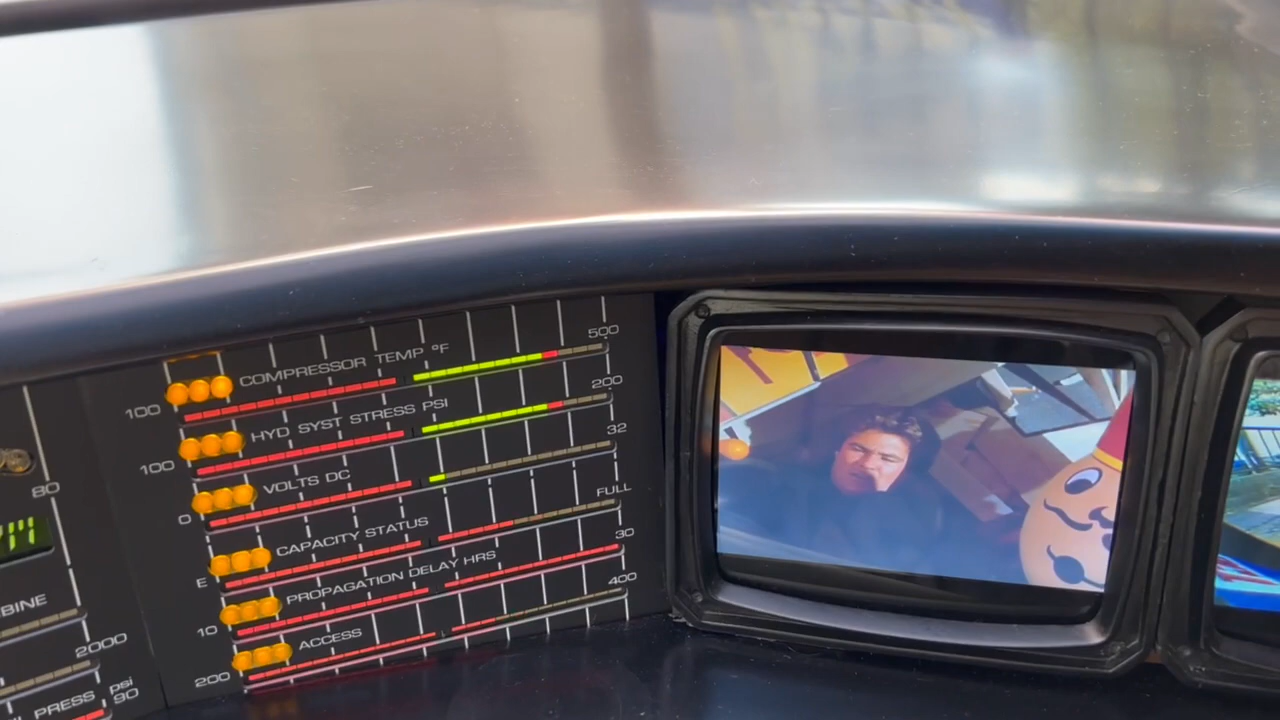 500
COMPRESSOR TEMP °F
100
200
HYD SYST STRESS PSI
100
32
VOLTS DC
0
FULL
CAPACITY STATUS
E
30
PROPAGATION DELAY HRS
10
400
ACCESS
200
80
BINE
2000
PRESS psi
90